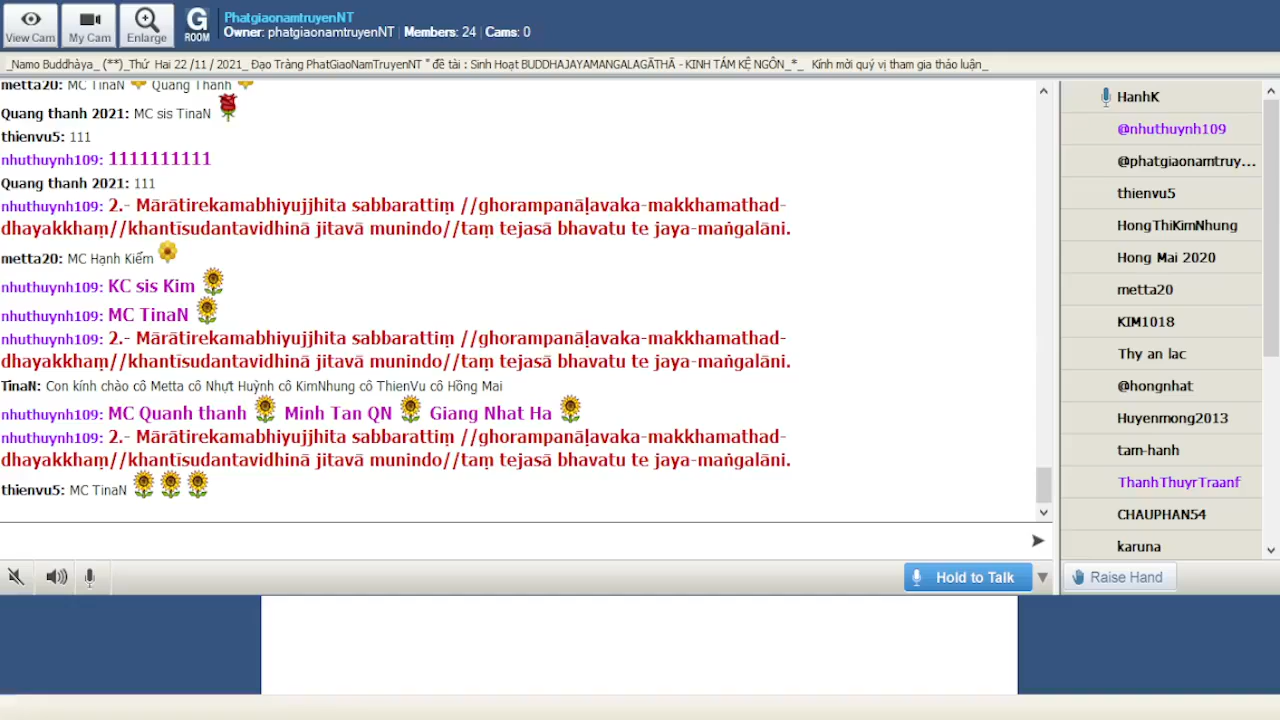 View Cam
My Cam
Enlarge
G
ROOM
PhatgiaonamtruyenNT
Owner: phatgiaonamtruyenNT | Members: 24 | Cams: 0
_Namo Buddhàya_ (**)_Thứ Hai 22 /11 / 2021_ Đạo Tràng PhatGiaoNamTruyenNT " đề tài : Sinh Hoạt BUDDHAJAYAMANGALAGĀTHĀ - KINH TÁM KỆ NGÔN_*_ Kính mời quý vị tham gia thảo luận_
metta20: MC TinaN Quang Thanh
Quang thanh 2021: MC sis TinaN
thienvu5: 111
nhuthuynh109: 1111111111
Quang thanh 2021: 111
nhuthuynh109: 2.- Mārātirekamabhiyujjhita sabbarattiṃ //ghorampanāḷavaka-makkhamathad-
dhayakkhaṃ//khantīsudantavidhinā jitavā munindo//taṃ tejasā bhavatu te jaya-maṅgalāni.
metta20: MC Hạnh Kiểm
nhuthuynh109: KC sis Kim
nhuthuynh109: MC TinaN
nhuthuynh109: 2.- Mārātirekamabhiyujjhita sabbarattiṃ //ghorampanāḷavaka-makkhamathad-
dhayakkhaṃ//khantīsudantavidhinā jitavā munindo//taṃ tejasā bhavatu te jaya-maṅgalāni.
TinaN: Con kính chào cô Metta cô Nhựt Huỳnh cô KimNhung cô ThienVu cô Hồng Mai
nhuthuynh109: MC Quanh thanh Minh Tan QN Giang Nhat Ha
nhuthuynh109: 2.- Mārātirekamabhiyujjhita sabbarattiṃ //ghorampanāḷavaka-makkhamathad-
dhayakkhaṃ//khantīsudantavidhinā jitavā munindo//taṃ tejasā bhavatu te jaya-maṅgalāni.
thienvu5: MC TinaN
Hold to Talk
HanhK
@nhuthuynh109
@phatgiaonamtruy...
thienvu5
HongThiKimNhung
Hong Mai 2020
metta20
KIM1018
Thy an lac
@hongnhat
Huyenmong2013
tam-hanh
ThanhThuyrTraanf
CHAUPHAN54
karuna
Raise Hand